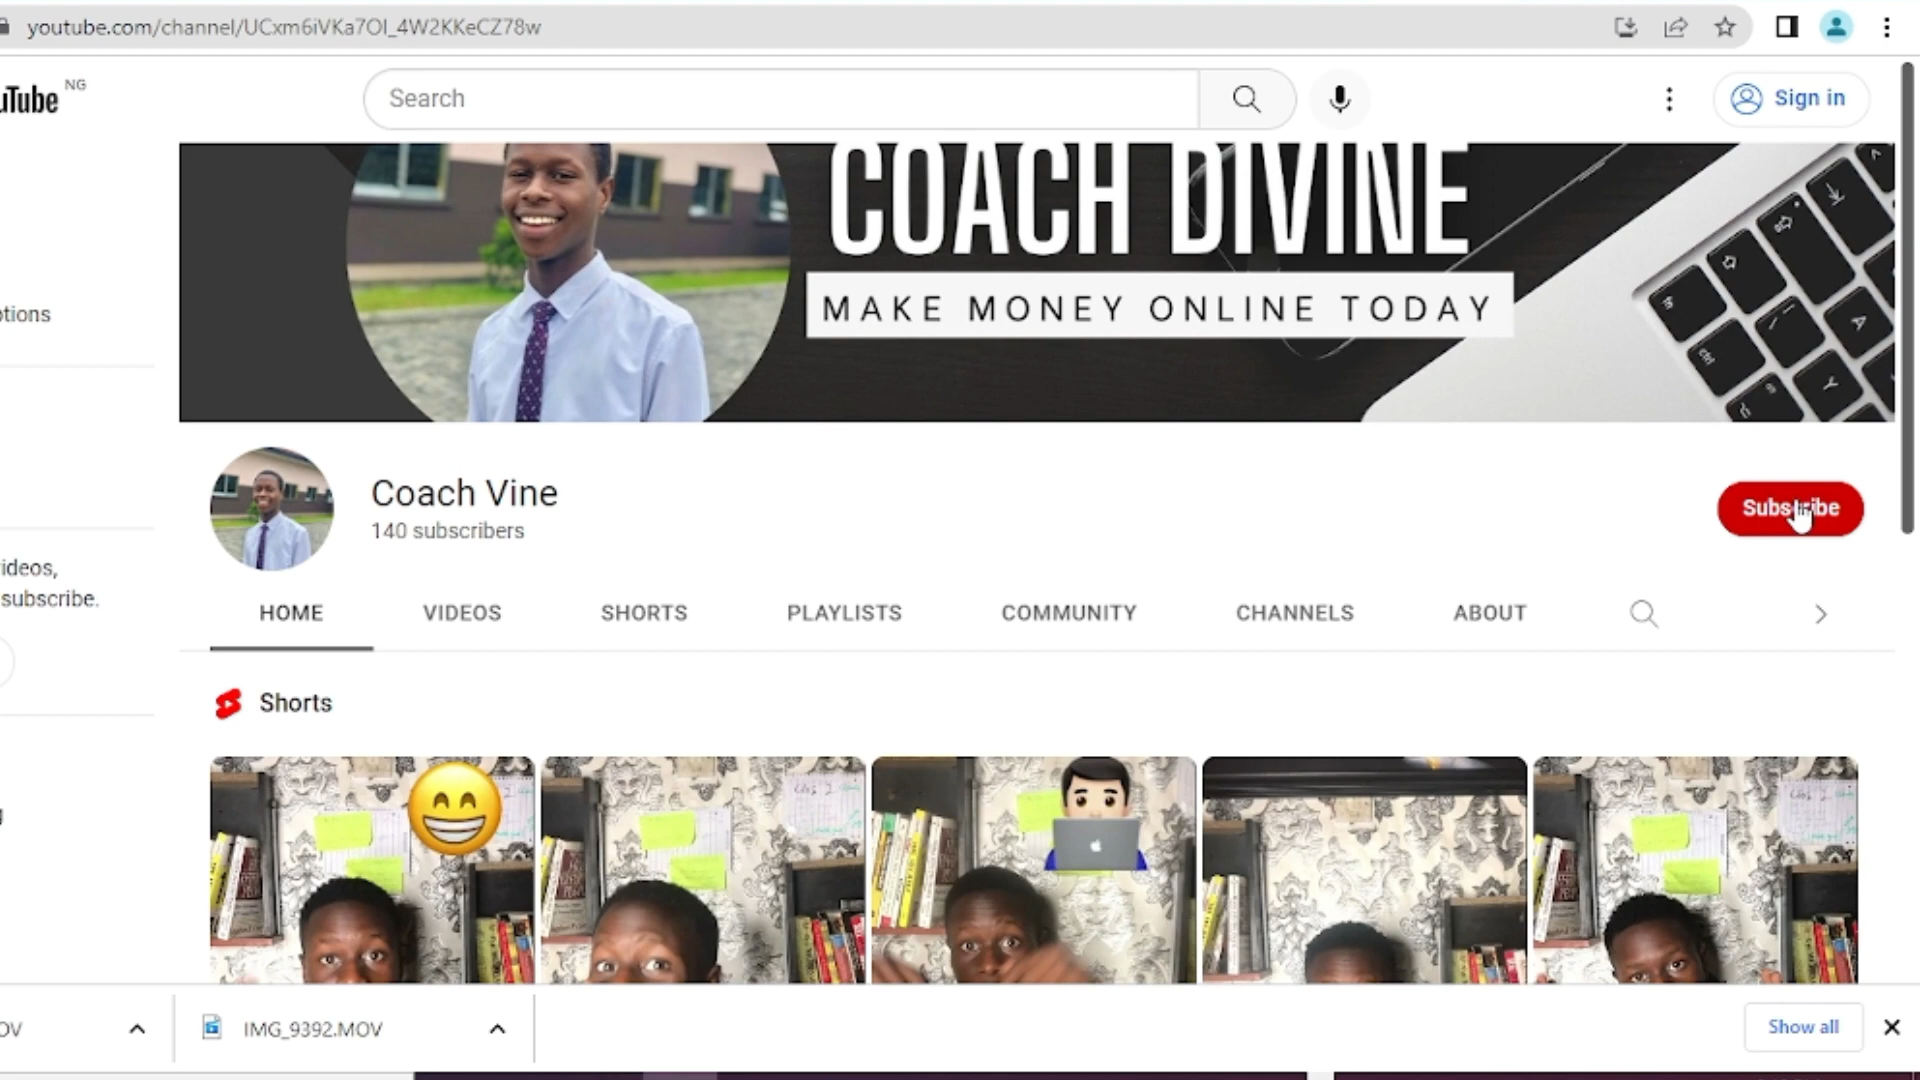 youtube.com/channel/UCxm6iVKa7OI_4W2KKeCZ78w
uTube NG
Search
Sign in
COACH DIVINE
MAKE MONEY ONLINE TODAY
otions
Coach Vine
140 subscribers
Subscribe
ideos,
subscribe.
HOME
VIDEOS
SHORTS
PLAYLISTS
COMMUNITY
CHANNELS
ABOUT
Shorts
OV
IMG_9392.MOV
Show all